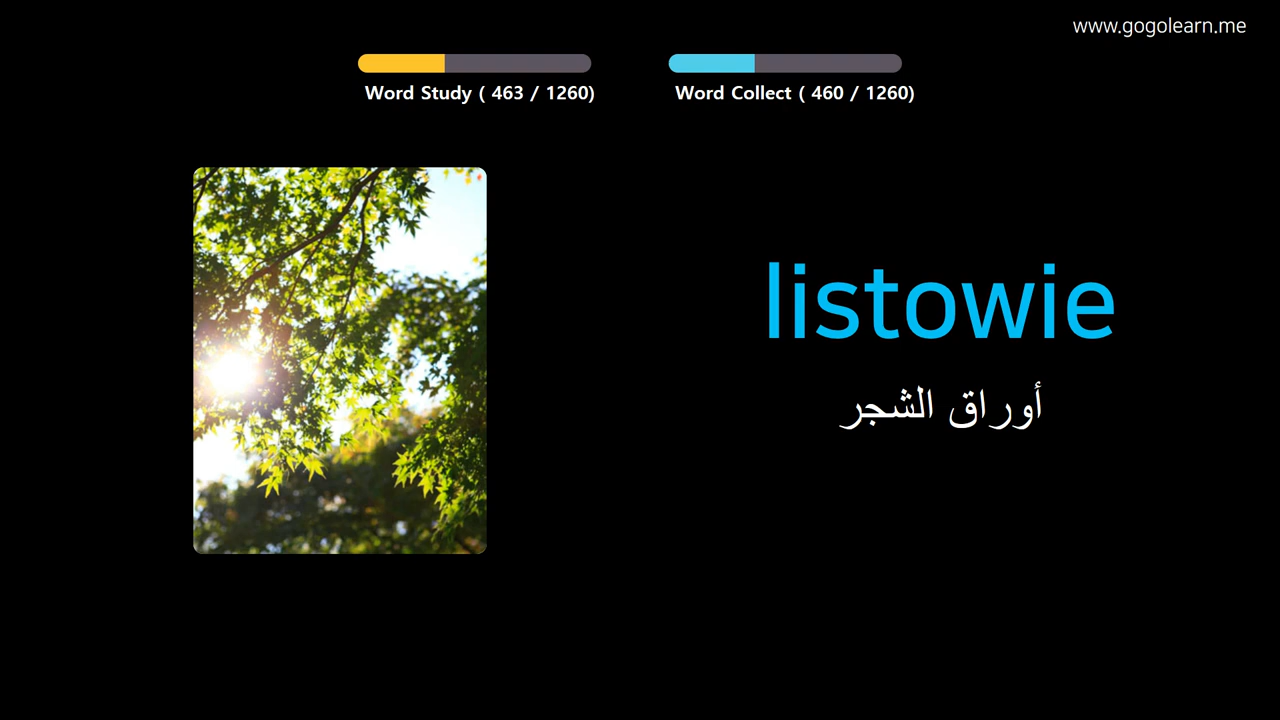 www.gogolearn.me
Word Study ( 463 / 1260)
Word Collect ( 460 / 1260)
listowie
أوراق الشجر